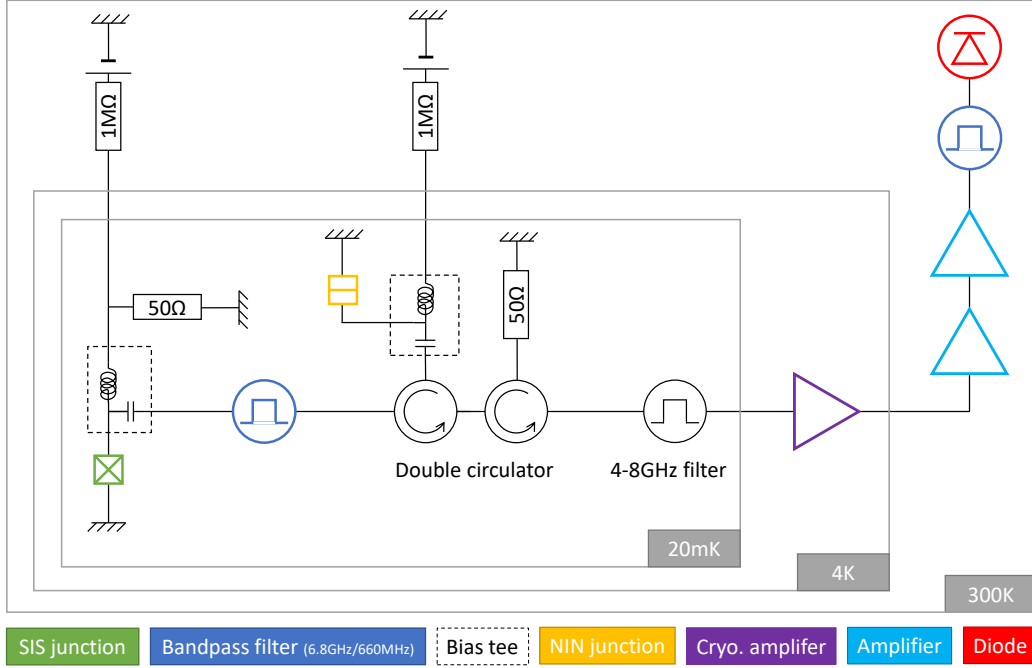 1MΩ
1MΩ
50Ω
50Ω
Double circulator
4-8GHz filter
20mK
4K
300K
SIS junction
Bandpass filter (6.8GHz/660MHz)
Bias tee
NIN junction
Cryo. amplifer
Amplifier
Diode